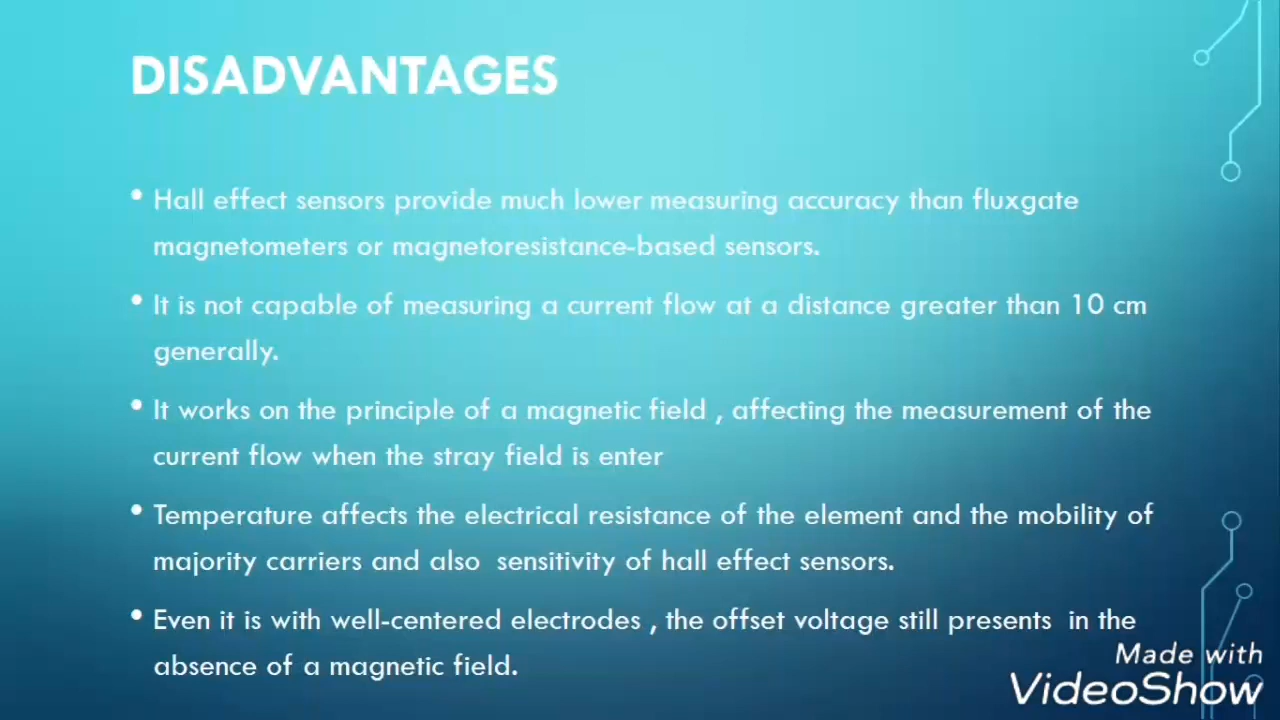 DISADVANTAGES
• Hall effect sensors provide much lower measuring accuracy than fluxgate
magnetometers or magnetoresistance-based sensors.
• It is not capable of measuring a current flow at a distance greater than 10 cm
generally.
• It works on the principle of a magnetic field , affecting the measurement of the
current flow when the stray field is enter
• Temperature affects the electrical resistance of the element and the mobility of
majority carriers and also  sensitivity of hall effect sensors.
• Even it is with well-centered electrodes , the offset voltage still presents  in the
absence of a magnetic field.
Made with
VideoShow